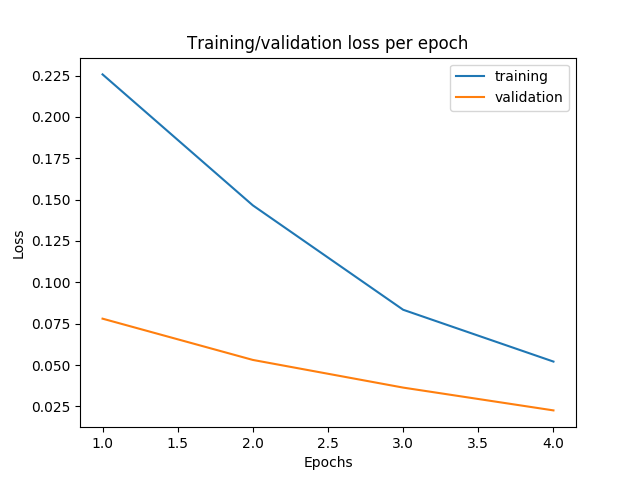 Training/validation loss per epoch
training
validation
0.225
0.200
0.175
0.150
0.125
0.100
0.075
0.050
0.025
Loss
1.0 1.5 2.0 2.5 3.0 3.5 4.0
Epochs